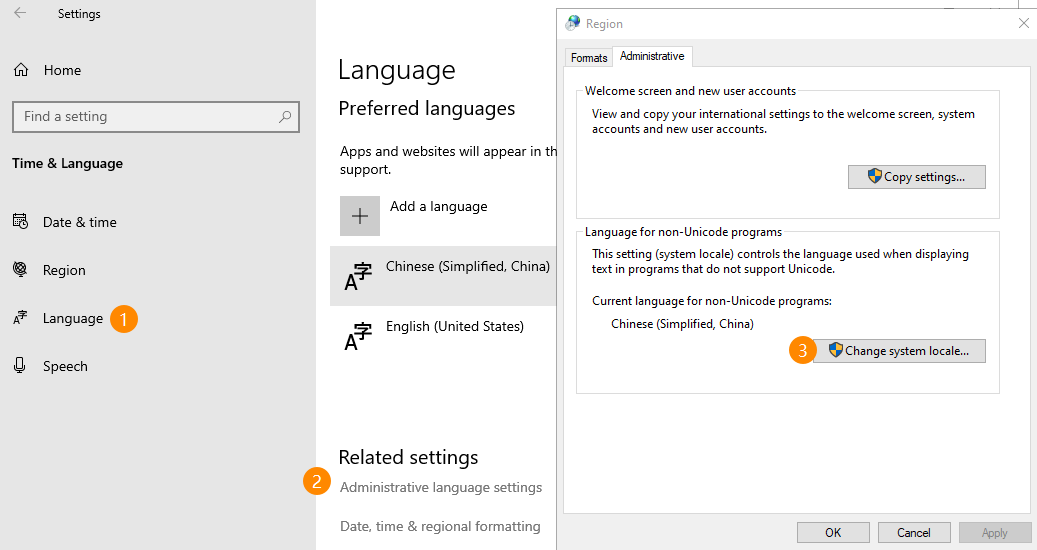 Settings
Home
Find a setting
Time & Language
Date & time
Region
Language 1
Speech
Language
Preferred languages
Apps and websites will appear in th
support.
Add a language
A字 Chinese (Simplified, China)
A字 English (United States)
Related settings
2 Administrative language settings
Date, time & regional formatting
Region
Formats Administrative
Welcome screen and new user accounts
View and copy your international settings to the welcome screen, system
accounts and new user accounts.
Copy settings...
Language for non-Unicode programs
This setting (system locale) controls the language used when displaying
text in programs that do not support Unicode.
Current language for non-Unicode programs:
Chinese (Simplified, China)
3 Change system locale...
OK Cancel Apply